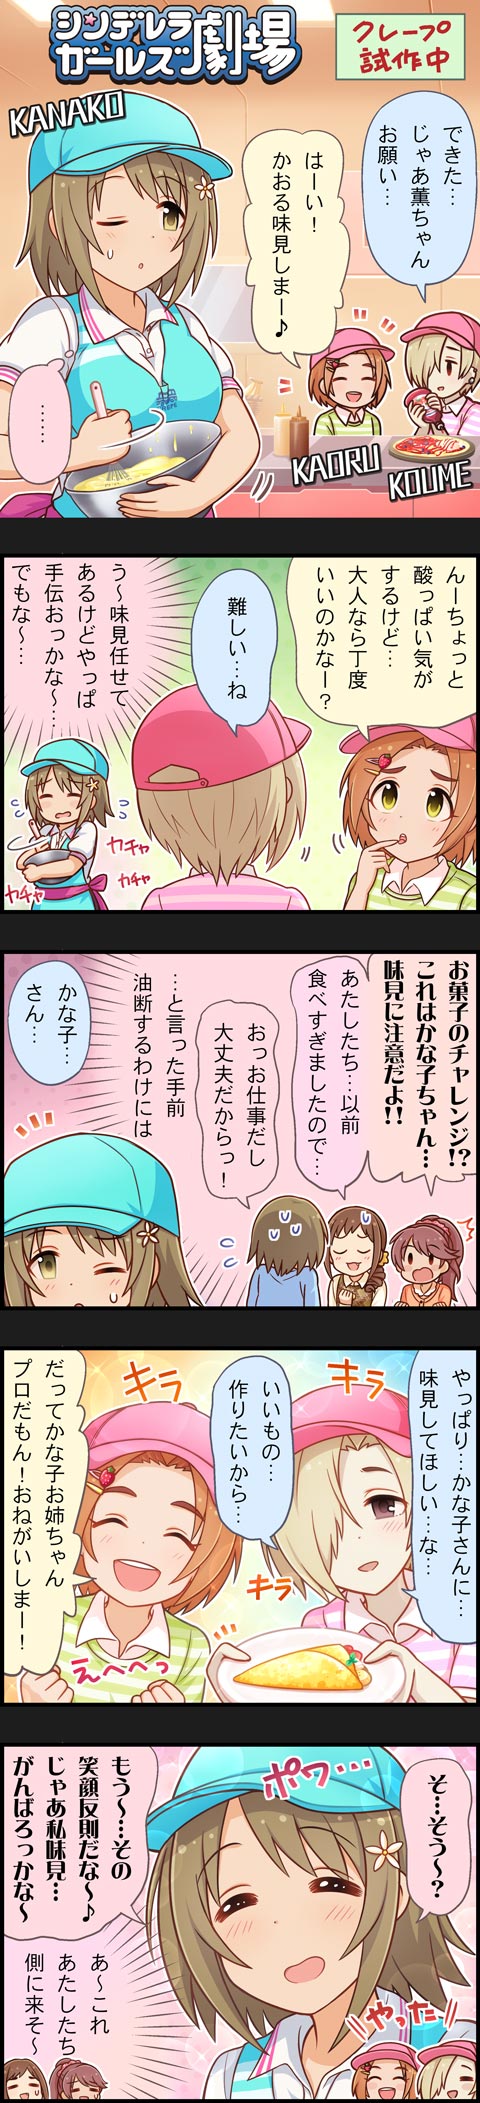 シンデレラ
ガールズ劇場
クレープ
試作中
KANAKO
できた…
じゃあ薫ちゃん
お願い…
はーい！
かおる味見しまー♪
……
HOPE
KAORU
KOUME
んーちょっと
酸っぱい気が
するけど…
大人なら丁度
いいのかなー？
難しい…ね
う〜味見任せて
あるけどやっぱ
手伝おっかな〜…
でもな〜…
カチャ
カチャ
カチャ
お菓子のチャレンジ!?
これはかな子ちゃん…
味見に注意だよ!!
あたしたち…以前
食べすぎましたので…
おっお仕事だし
大丈夫だからっ！
…と言った手前
油断するわけには
かな子…
さん…
やっぱり…かな子さんに…
味見してほしい…な…
いいもの…
作りたいから…
キラ
キラ
キラ
だってかな子お姉ちゃん
プロだもん！おねがいしまー！
えへへっ
そ…そう〜？
ポワ…
もう〜…その
笑顔反則だな〜♪
じゃあ私味見…
がんばろっかな〜
やったー
あ〜これ
あたしたち
側に来そ〜